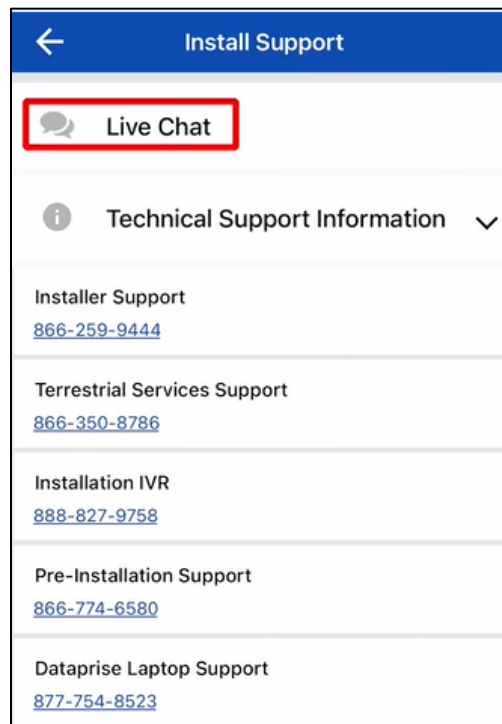 Install Support
Live Chat
Technical Support Information
Installer Support
866-259-9444
Terrestrial Services Support
866-350-8786
Installation IVR
888-827-9758
Pre-Installation Support
866-774-6580
Dataprise Laptop Support
877-754-8523